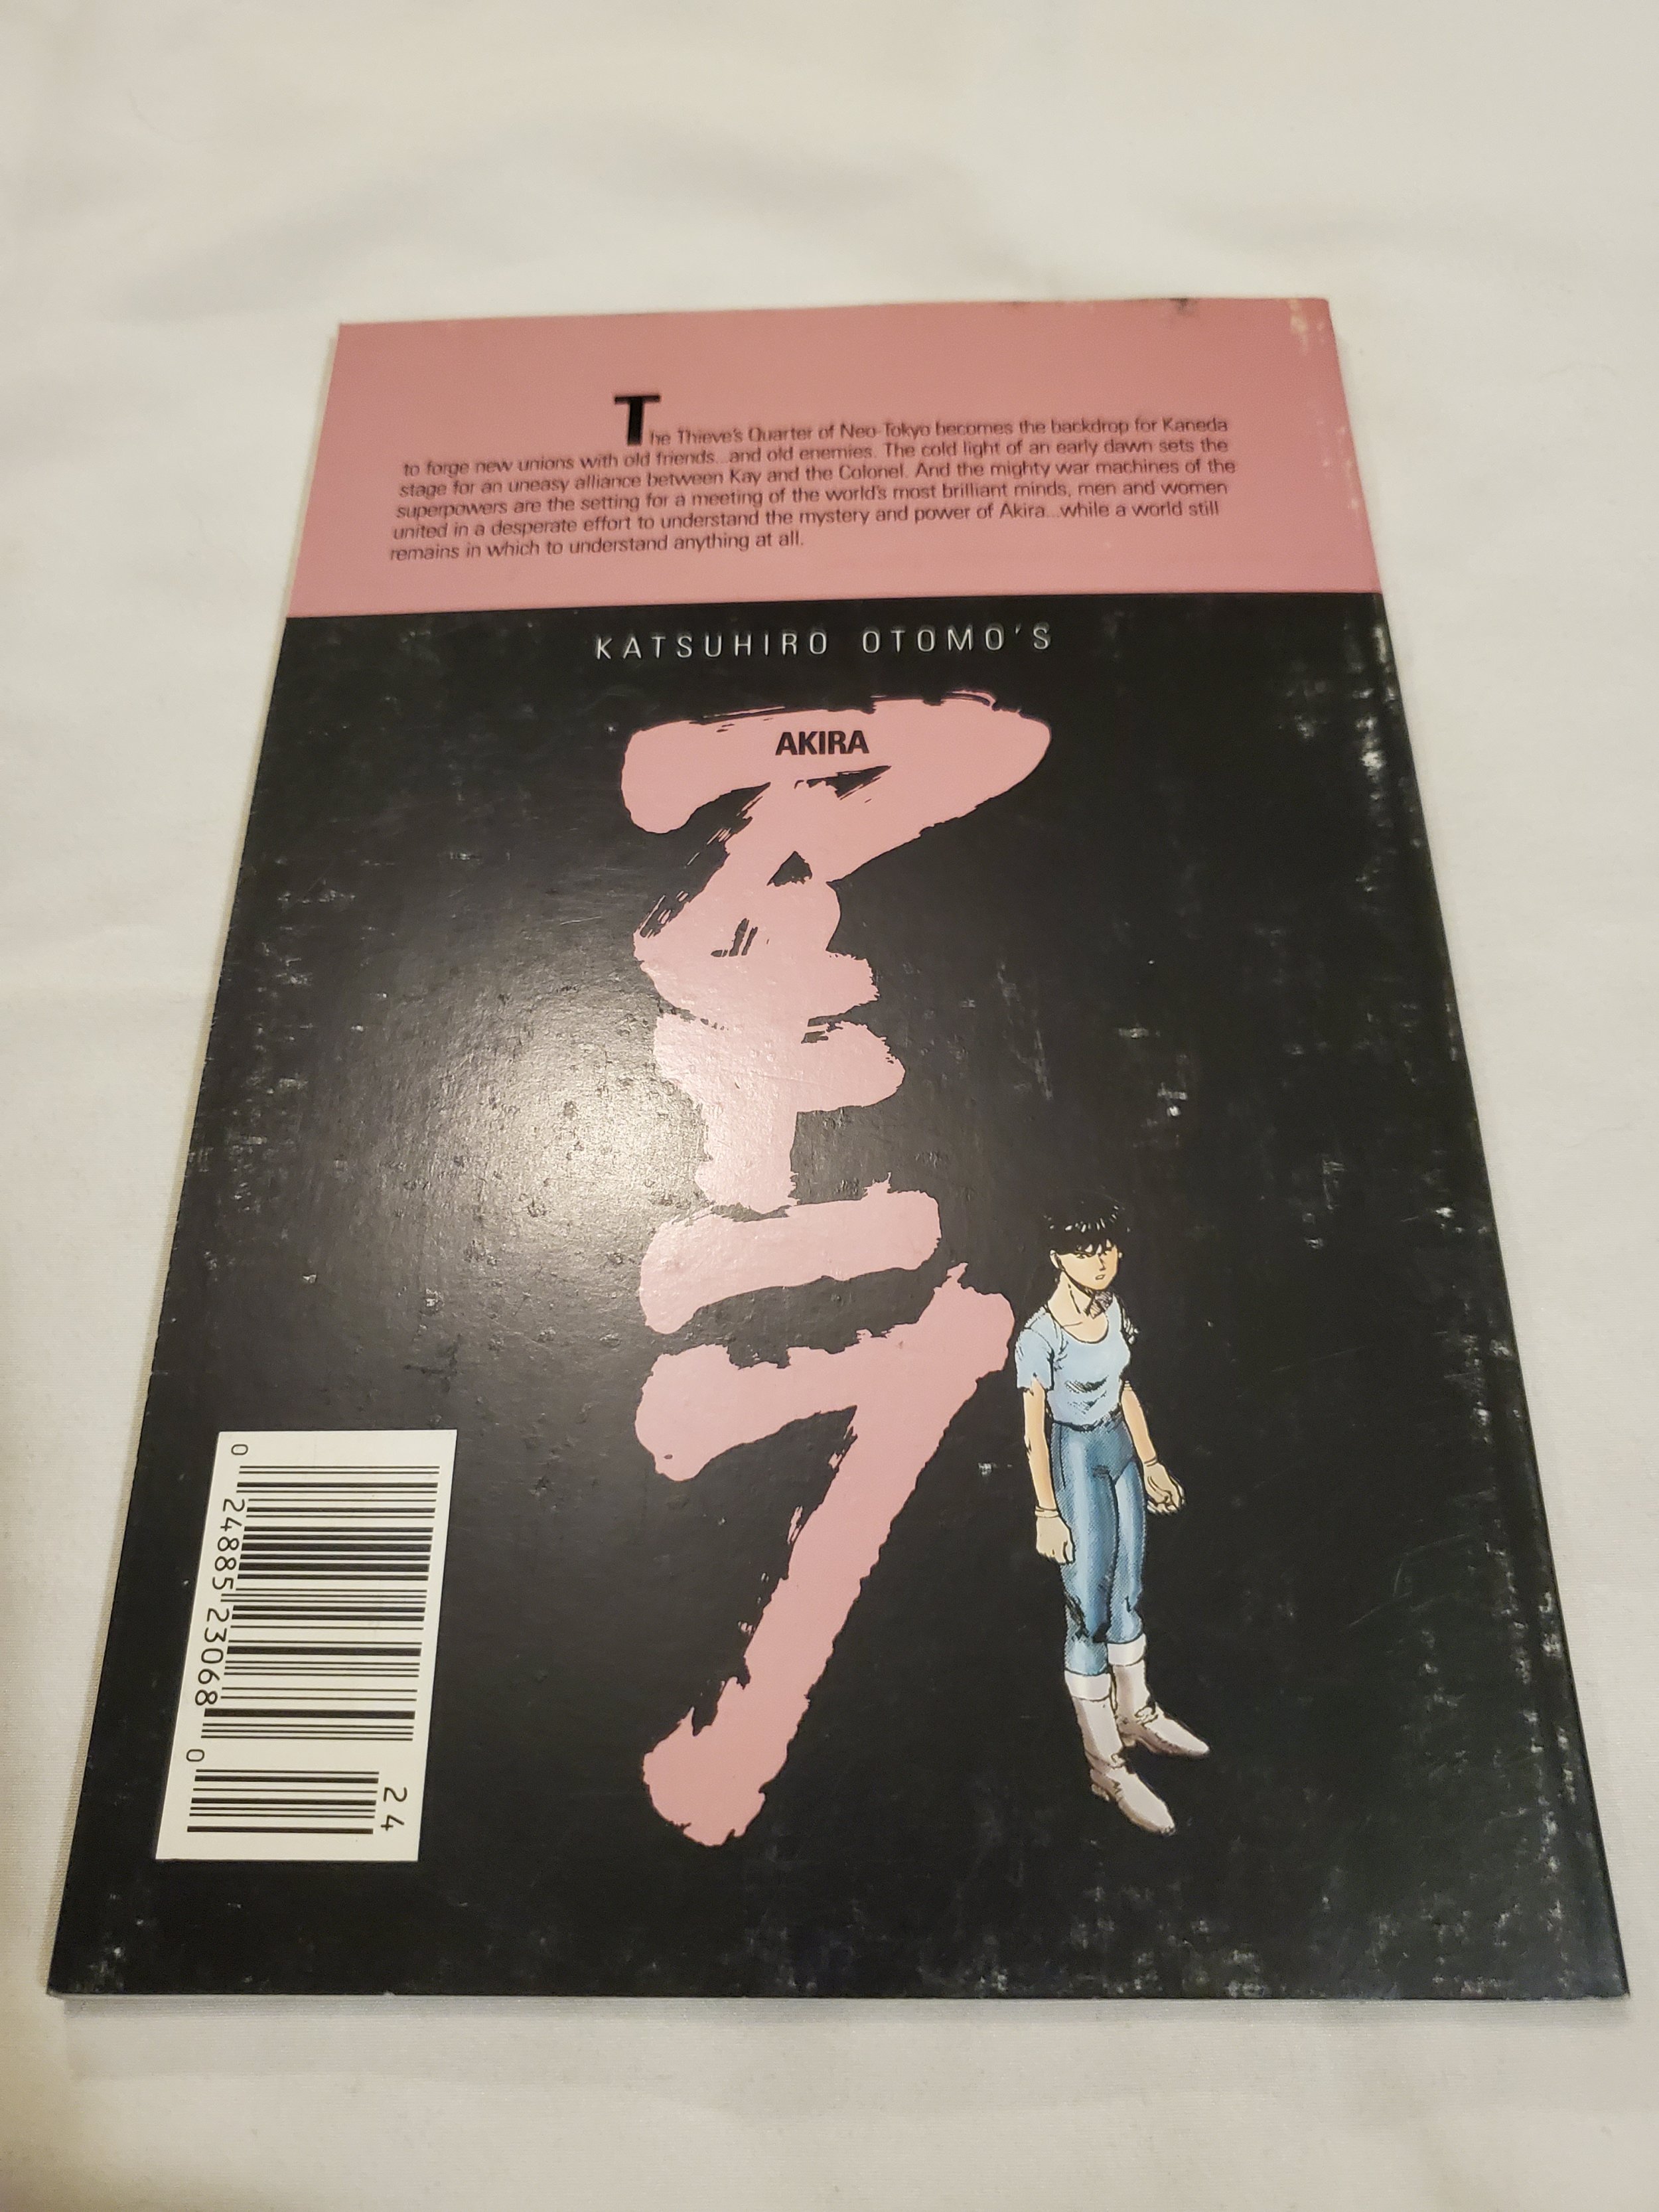 The Thieve's Quarter of Neo-Tokyo becomes the backdrop for Kaneda
to forge new unions with old friends...and old enemies. The cold light of an early dawn sets the
stage for an uneasy alliance between Kay and the Colonel. And the mighty war machines of the
superpowers are the setting for a meeting of the world's most brilliant minds, men and women
united in a desperate effort to understand the mystery and power of Akira...while a world still
remains in which to understand anything at all.
KATSUHIRO OTOMO'S
AKIRA
アキラ
0 24885 23068 0
24